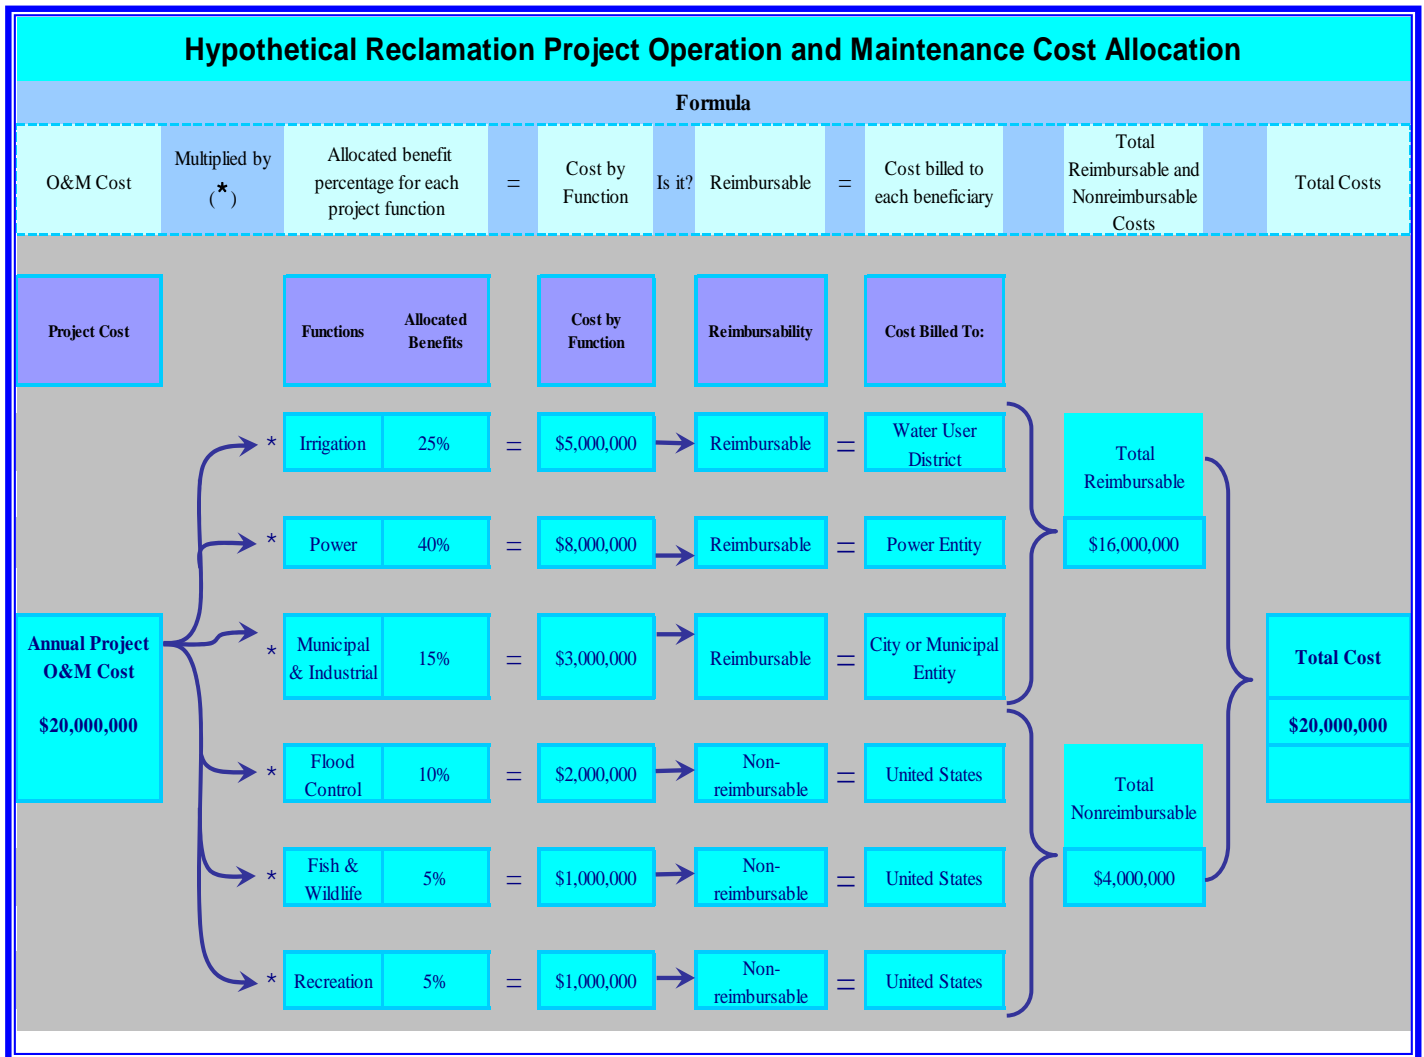 Hypothetical Reclamation Project Operation and Maintenance Cost Allocation
Formula
O&M Cost
Multiplied by
(*)
Allocated benefit
percentage for each
project function
=
Cost by
Function
Is it?
Reimbursable
=
Cost billed to
each beneficiary
Total
Reimbursable and
Nonreimbursable
Costs
Total Costs
Project Cost
Functions
Allocated
Benefits
Cost by
Function
Reimbursability
Cost Billed To:
* Irrigation 25% = $5,000,000 Reimbursable =
Water User
District
* Power 40% = $8,000,000 Reimbursable = Power Entity
*
Municipal
& Industrial
15% = $3,000,000 Reimbursable =
City or Municipal
Entity
*
Flood
Control
10% = $2,000,000
Non-
reimbursable
= United States
*
Fish &
Wildlife
5% = $1,000,000
Non-
reimbursable
= United States
* Recreation 5% = $1,000,000
Non-
reimbursable
= United States
Annual Project
O&M Cost
$20,000,000
Total
Reimbursable
$16,000,000
Total
Nonreimbursable
$4,000,000
Total Cost
$20,000,000